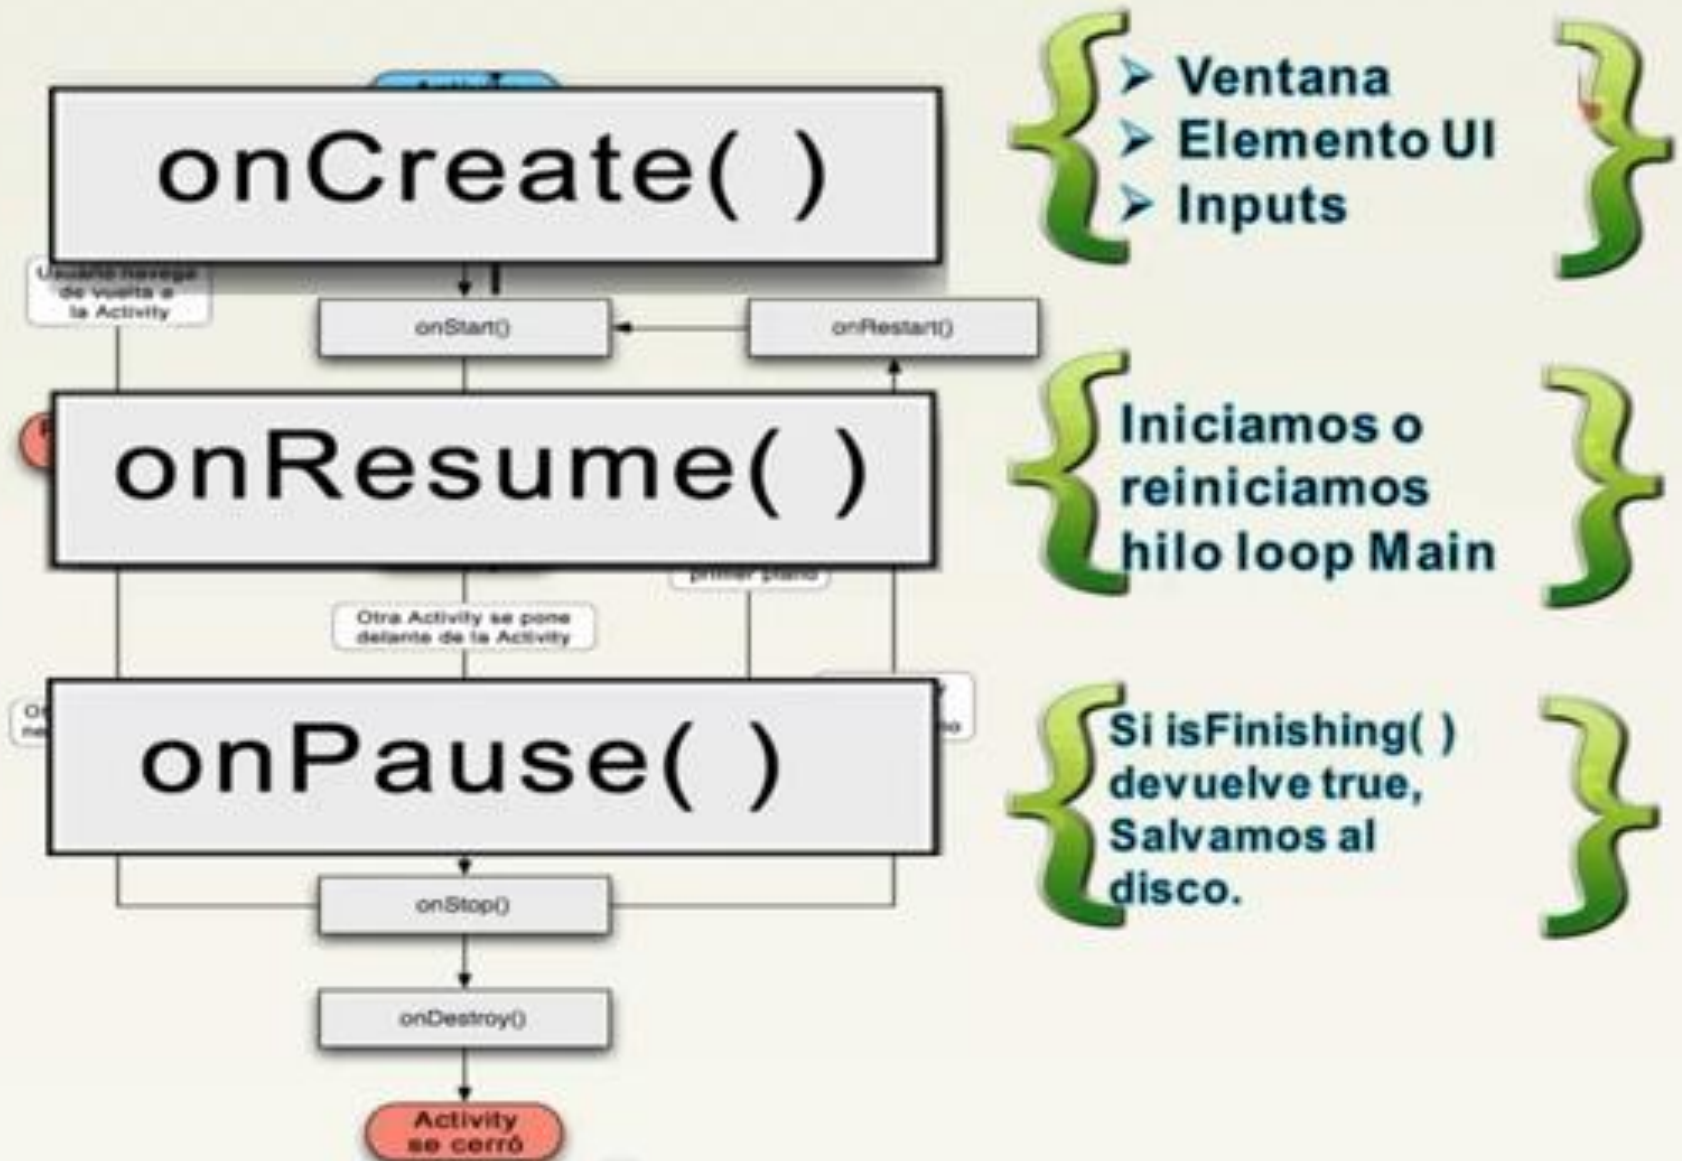 onCreate( )
➢ Ventana
➢ Elemento UI
➢ Inputs
Usuario navega
de vuelta a
la Activity
onStart()
onRestart()
onResume( )
Iniciamos o
reiniciamos
hilo loop Main
primer plano
Otra Activity se pone
delante de la Activity
onPause( )
Si isFinishing( )
devuelve true,
Salvamos al
disco.
onStop()
onDestroy()
Activity
se cerró